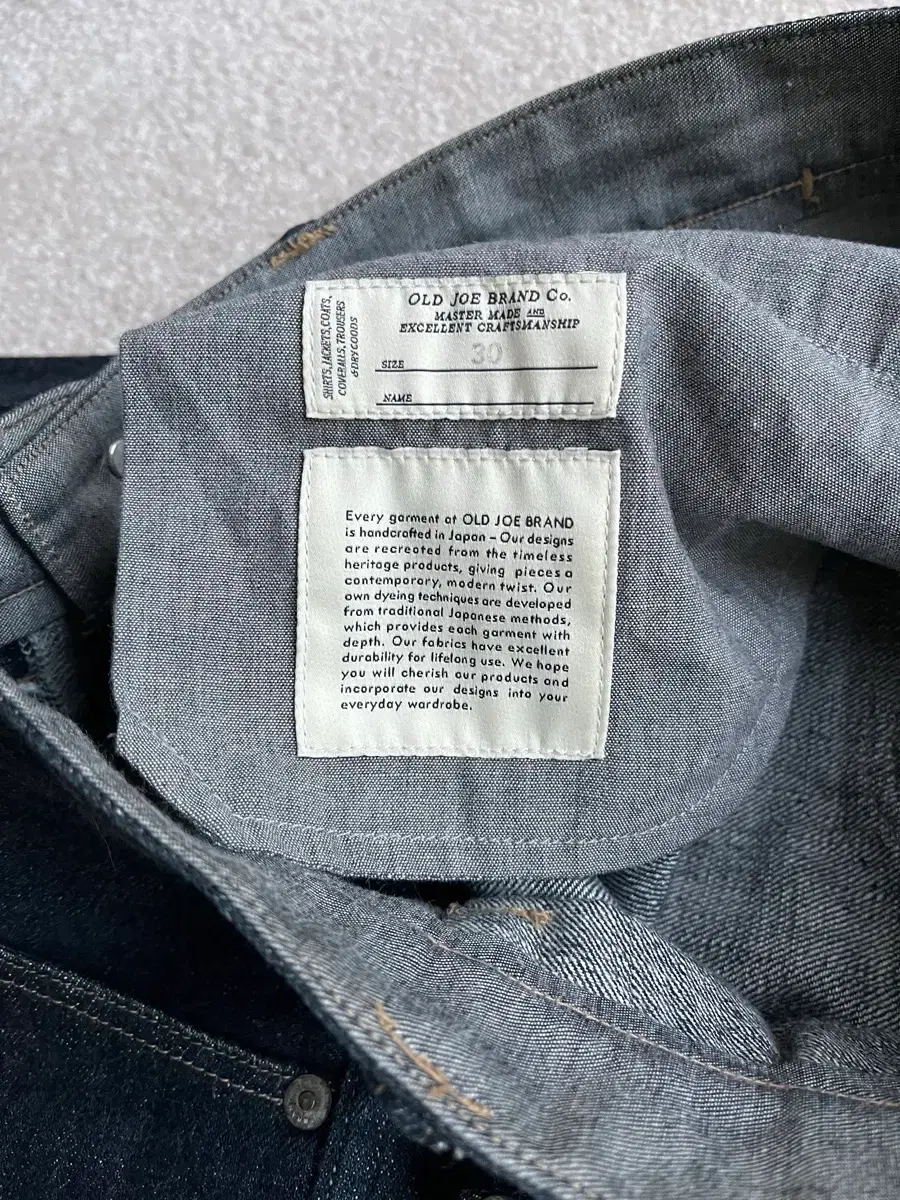 OLD JOE BRAND Co.
MASTER MADE AND
EXCELLENT CRAFTSMANSHIP
SHIRTS, JACKETS, COATS,
COVERALLS, TROUSERS
& DRY GOODS
SIZE 30
NAME
Every garment at OLD JOE BRAND
is handcrafted in Japan – Our designs
are recreated from the timeless
heritage products, giving pieces a
contemporary, modern twist. Our
own dyeing techniques are developed
from traditional Japanese methods,
which provides each garment with
depth. Our fabrics have excellent
durability for lifelong use. We hope
you will cherish our products and
incorporate our designs into your
everyday wardrobe.